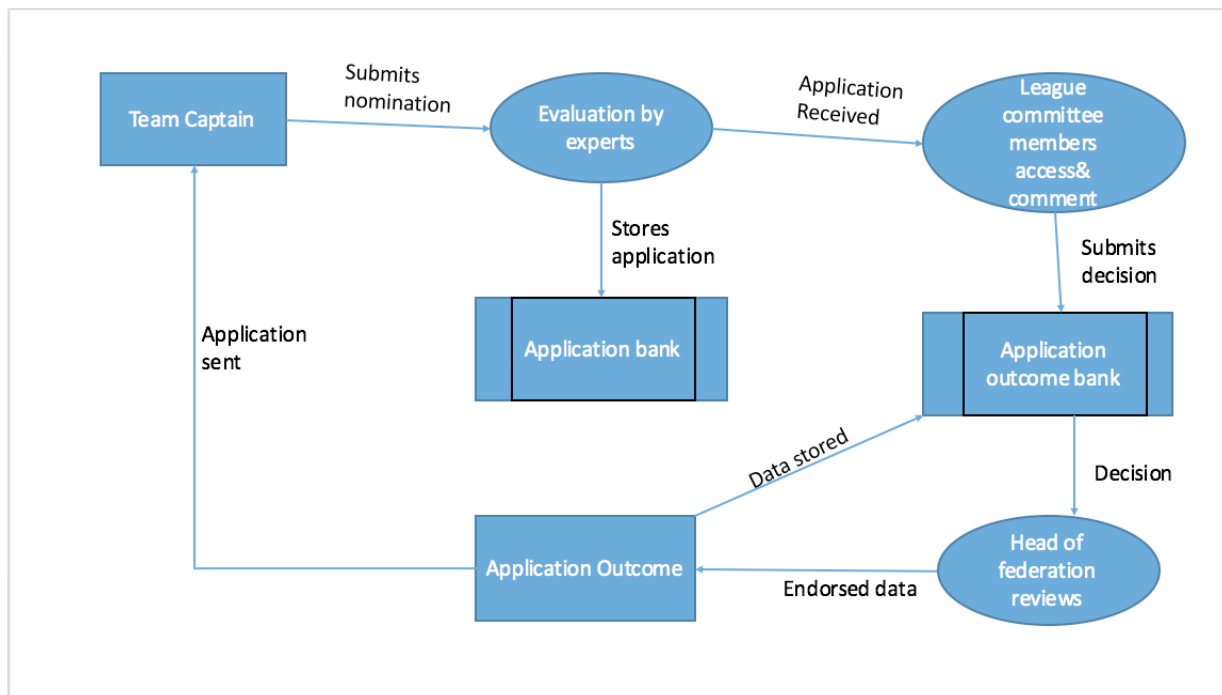 Team Captain
Submits
nomination
Evaluation by
experts
Application
Received
League
committee
members
access&
comment
Stores
application
Submits
decision
Application bank
Application
outcome bank
Application
sent
Data stored
Decision
Application Outcome
Endorsed data
Head of
federation
reviews